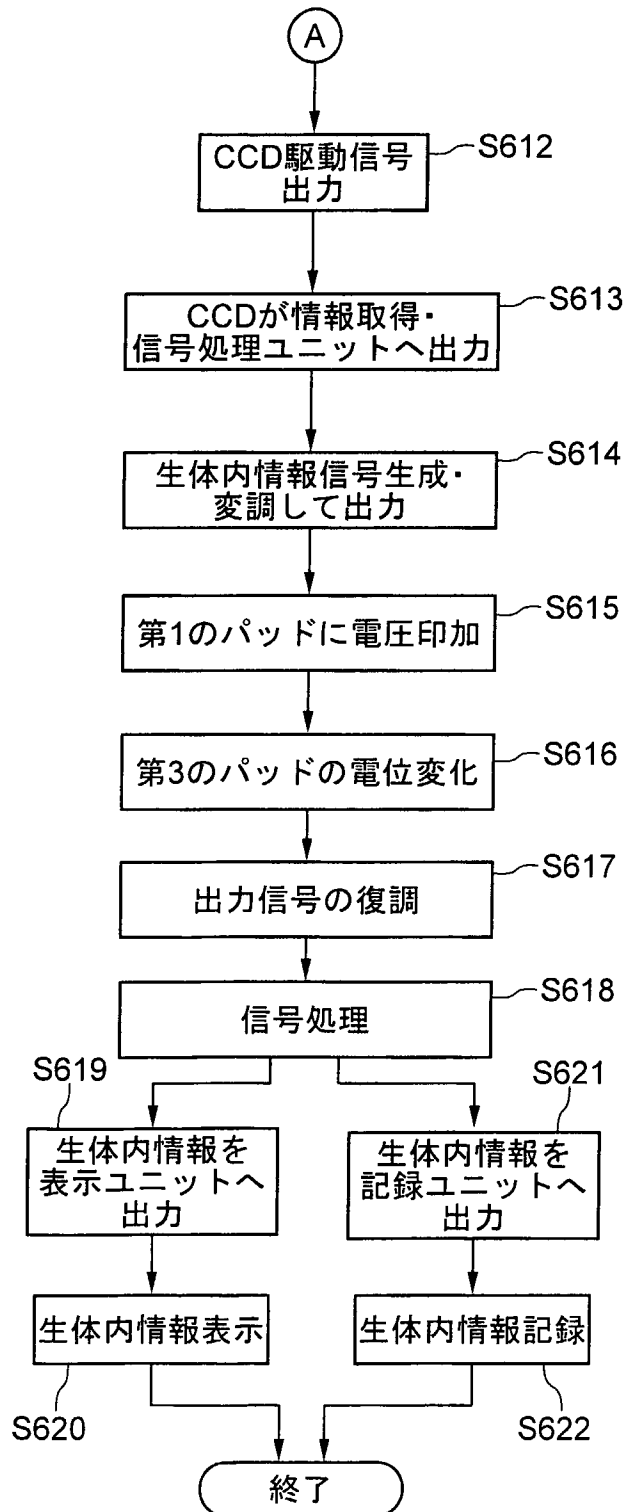 A
CCD駆動信号
出力
S612
CCDが情報取得・
信号処理ユニットへ出力
S613
生体内情報信号生成・
変調して出力
S614
第1のパッドに電圧印加
S615
第3のパッドの電位変化
S616
出力信号の復調
S617
信号処理
S618
S619
生体内情報を
表示ユニットへ
出力
S621
生体内情報を
記録ユニットへ
出力
生体内情報表示
S620
生体内情報記録
S622
終了